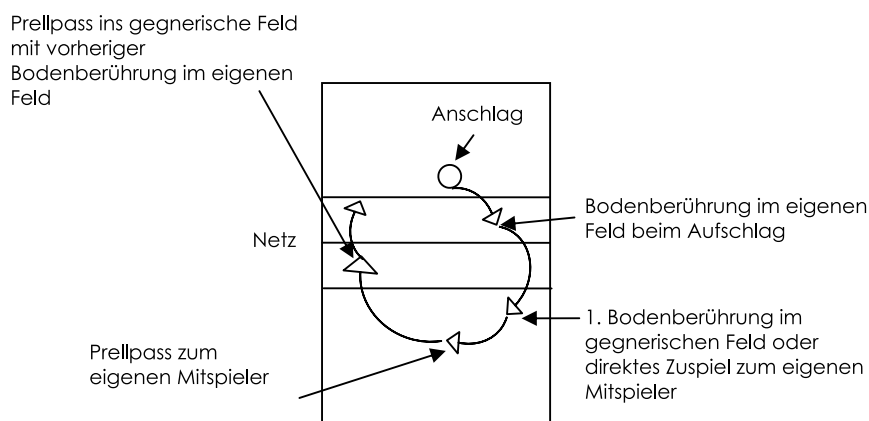 Prellpass ins gegnerische Feld
mit vorheriger
Bodenberührung im eigenen
Feld
Anschlag
Bodenberührung im eigenen
Feld beim Aufschlag
Netz
1. Bodenberührung im
gegnerischen Feld oder
direktes Zuspiel zum eigenen
Mitspieler
Prellpass zum
eigenen Mitspieler